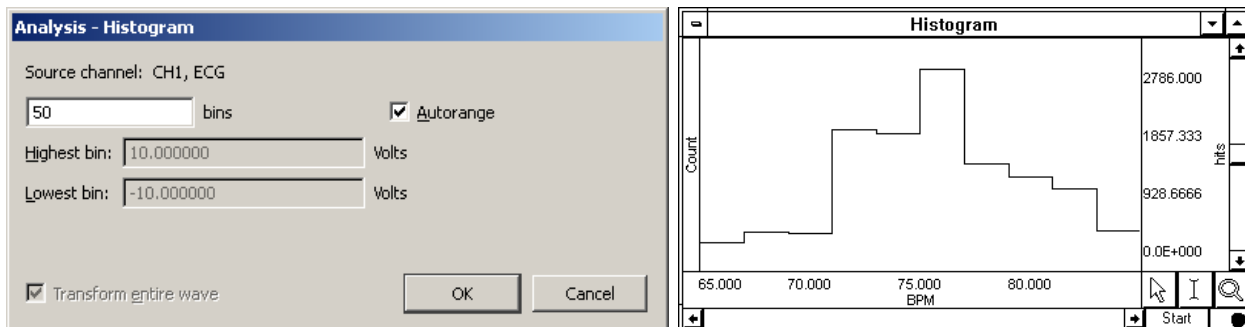 Analysis - Histogram
Source channel: CH1, ECG
50 bins
Autorange
Highest bin: 10.000000 Volts
Lowest bin: -10.000000 Volts
Transform entire wave
OK
Cancel
Histogram
Count
2786.000
1857.333
928.6666
0.0E+000
hits
65.000 70.000 75.000 80.000
BPM
Start